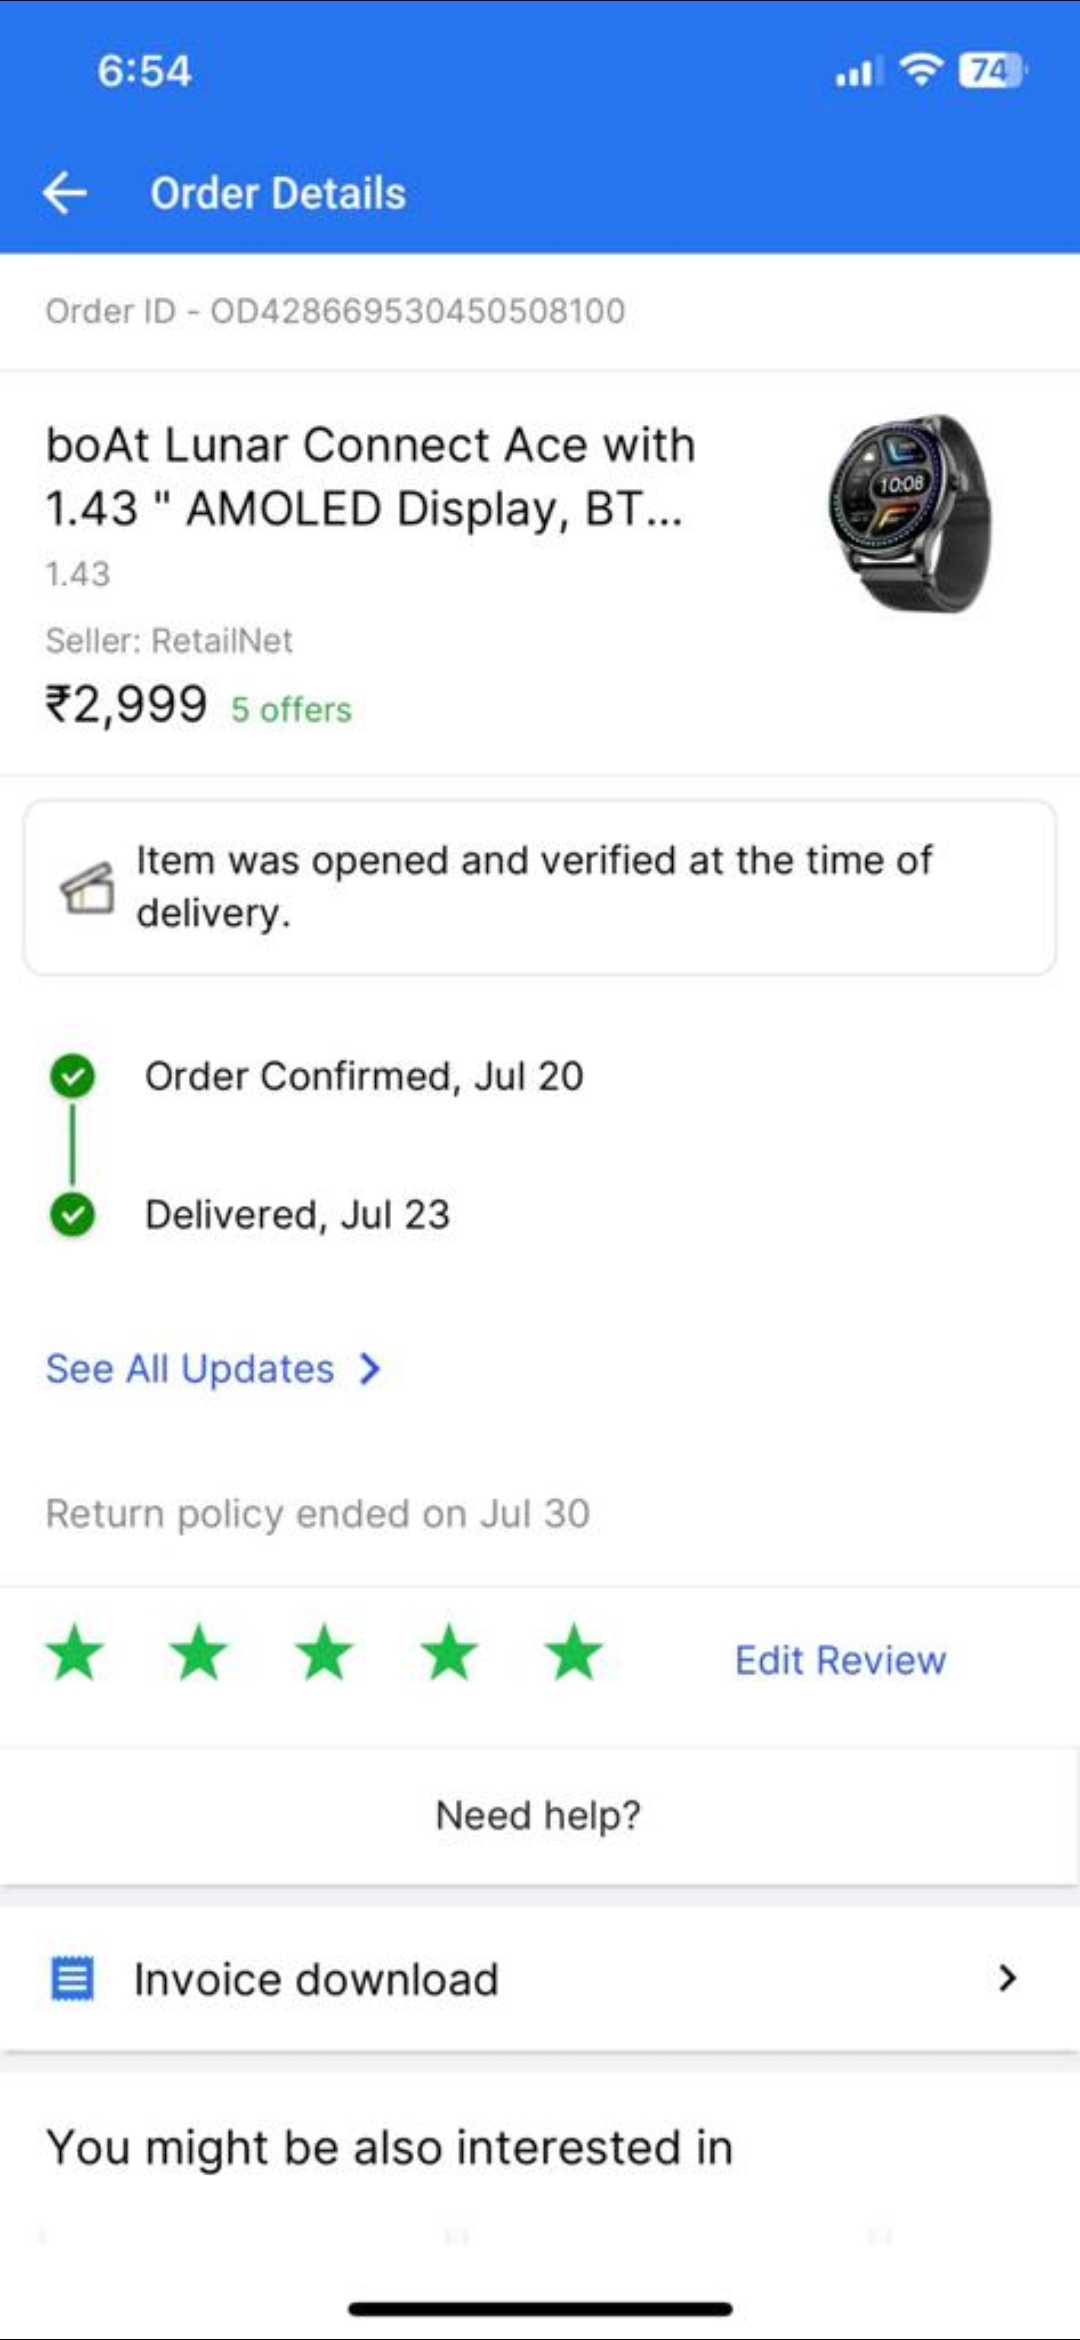 6:54
74
Order Details
Order ID - OD428669530450508100
boAt Lunar Connect Ace with
1.43 " AMOLED Display, BT...
10:08
1.43
Seller: RetailNet
₹2,999 5 offers
Item was opened and verified at the time of
delivery.
Order Confirmed, Jul 20
Delivered, Jul 23
See All Updates
Return policy ended on Jul 30
Edit Review
Need help?
Invoice download
You might be also interested in